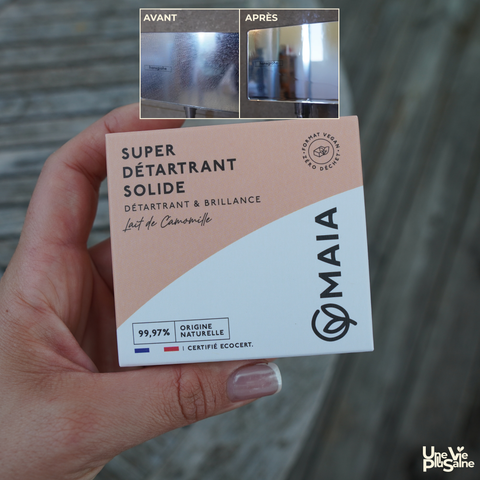 AVANT
APRÈS
SUPER
DÉTARTRANT
SOLIDE
DÉTARTRANT & BRILLANCE
Lait de Camomille
FORMAT VEGAN
ZÉRO DÉCHET
MAIA
99,97%
ORIGINE
NATURELLE
CERTIFIÉ ECOCERT.
Une Vie
Plus Saine